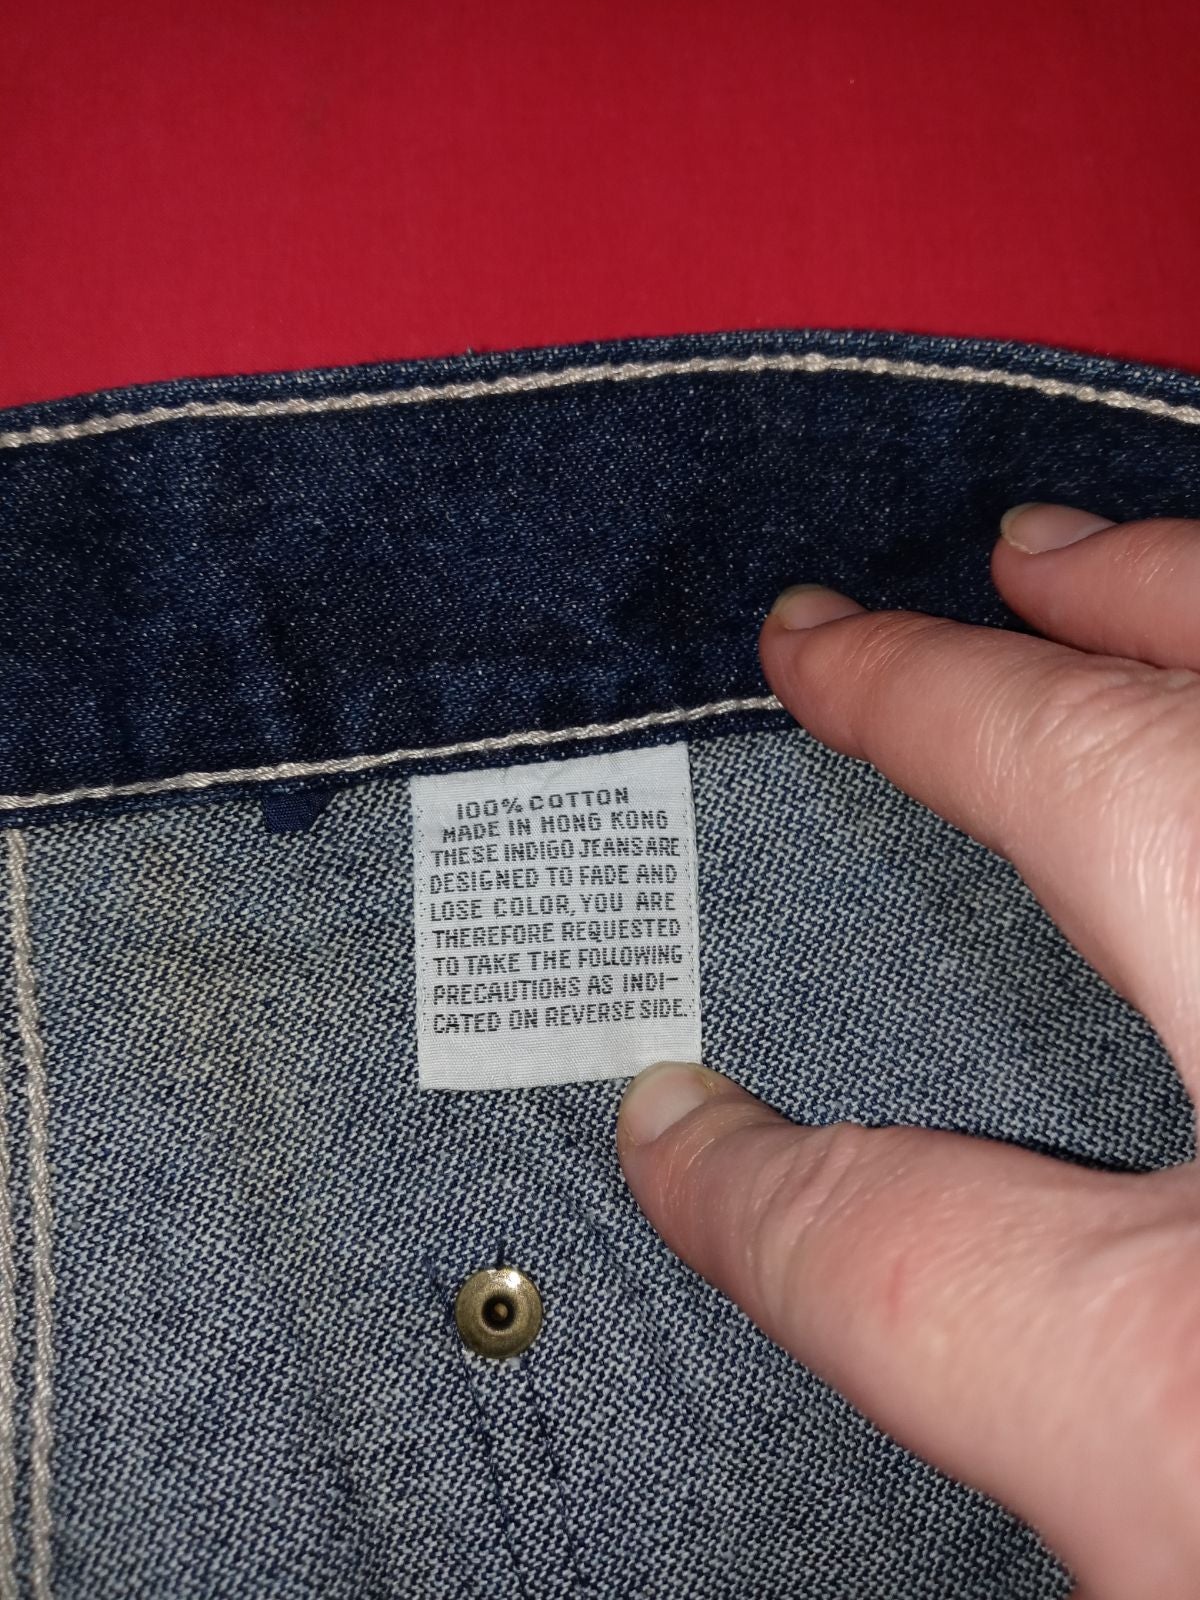 100% COTTON
MADE IN HONG KONG
THESE INDIGO JEANS ARE
DESIGNED TO FADE AND
LOSE COLOR, YOU ARE
THEREFORE REQUESTED
TO TAKE THE FOLLOWING
PRECAUTIONS AS INDI-
CATED ON REVERSE SIDE.